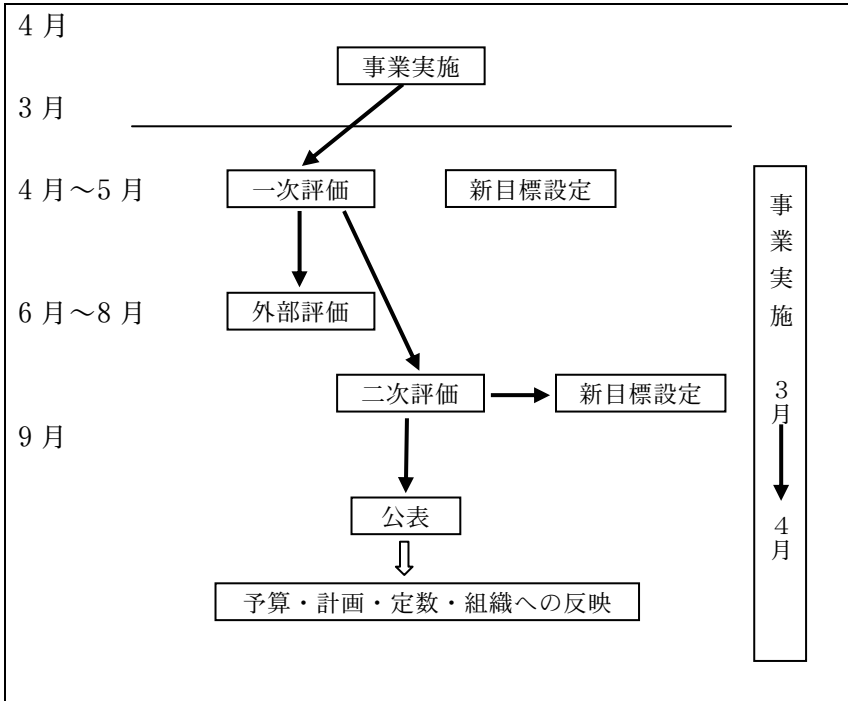 4月
事業実施
3月
4月～5月
一次評価
新目標設定
6月～8月
外部評価
二次評価
新目標設定
9月
公表
予算・計画・定数・組織への反映
事業実施
3月
4月